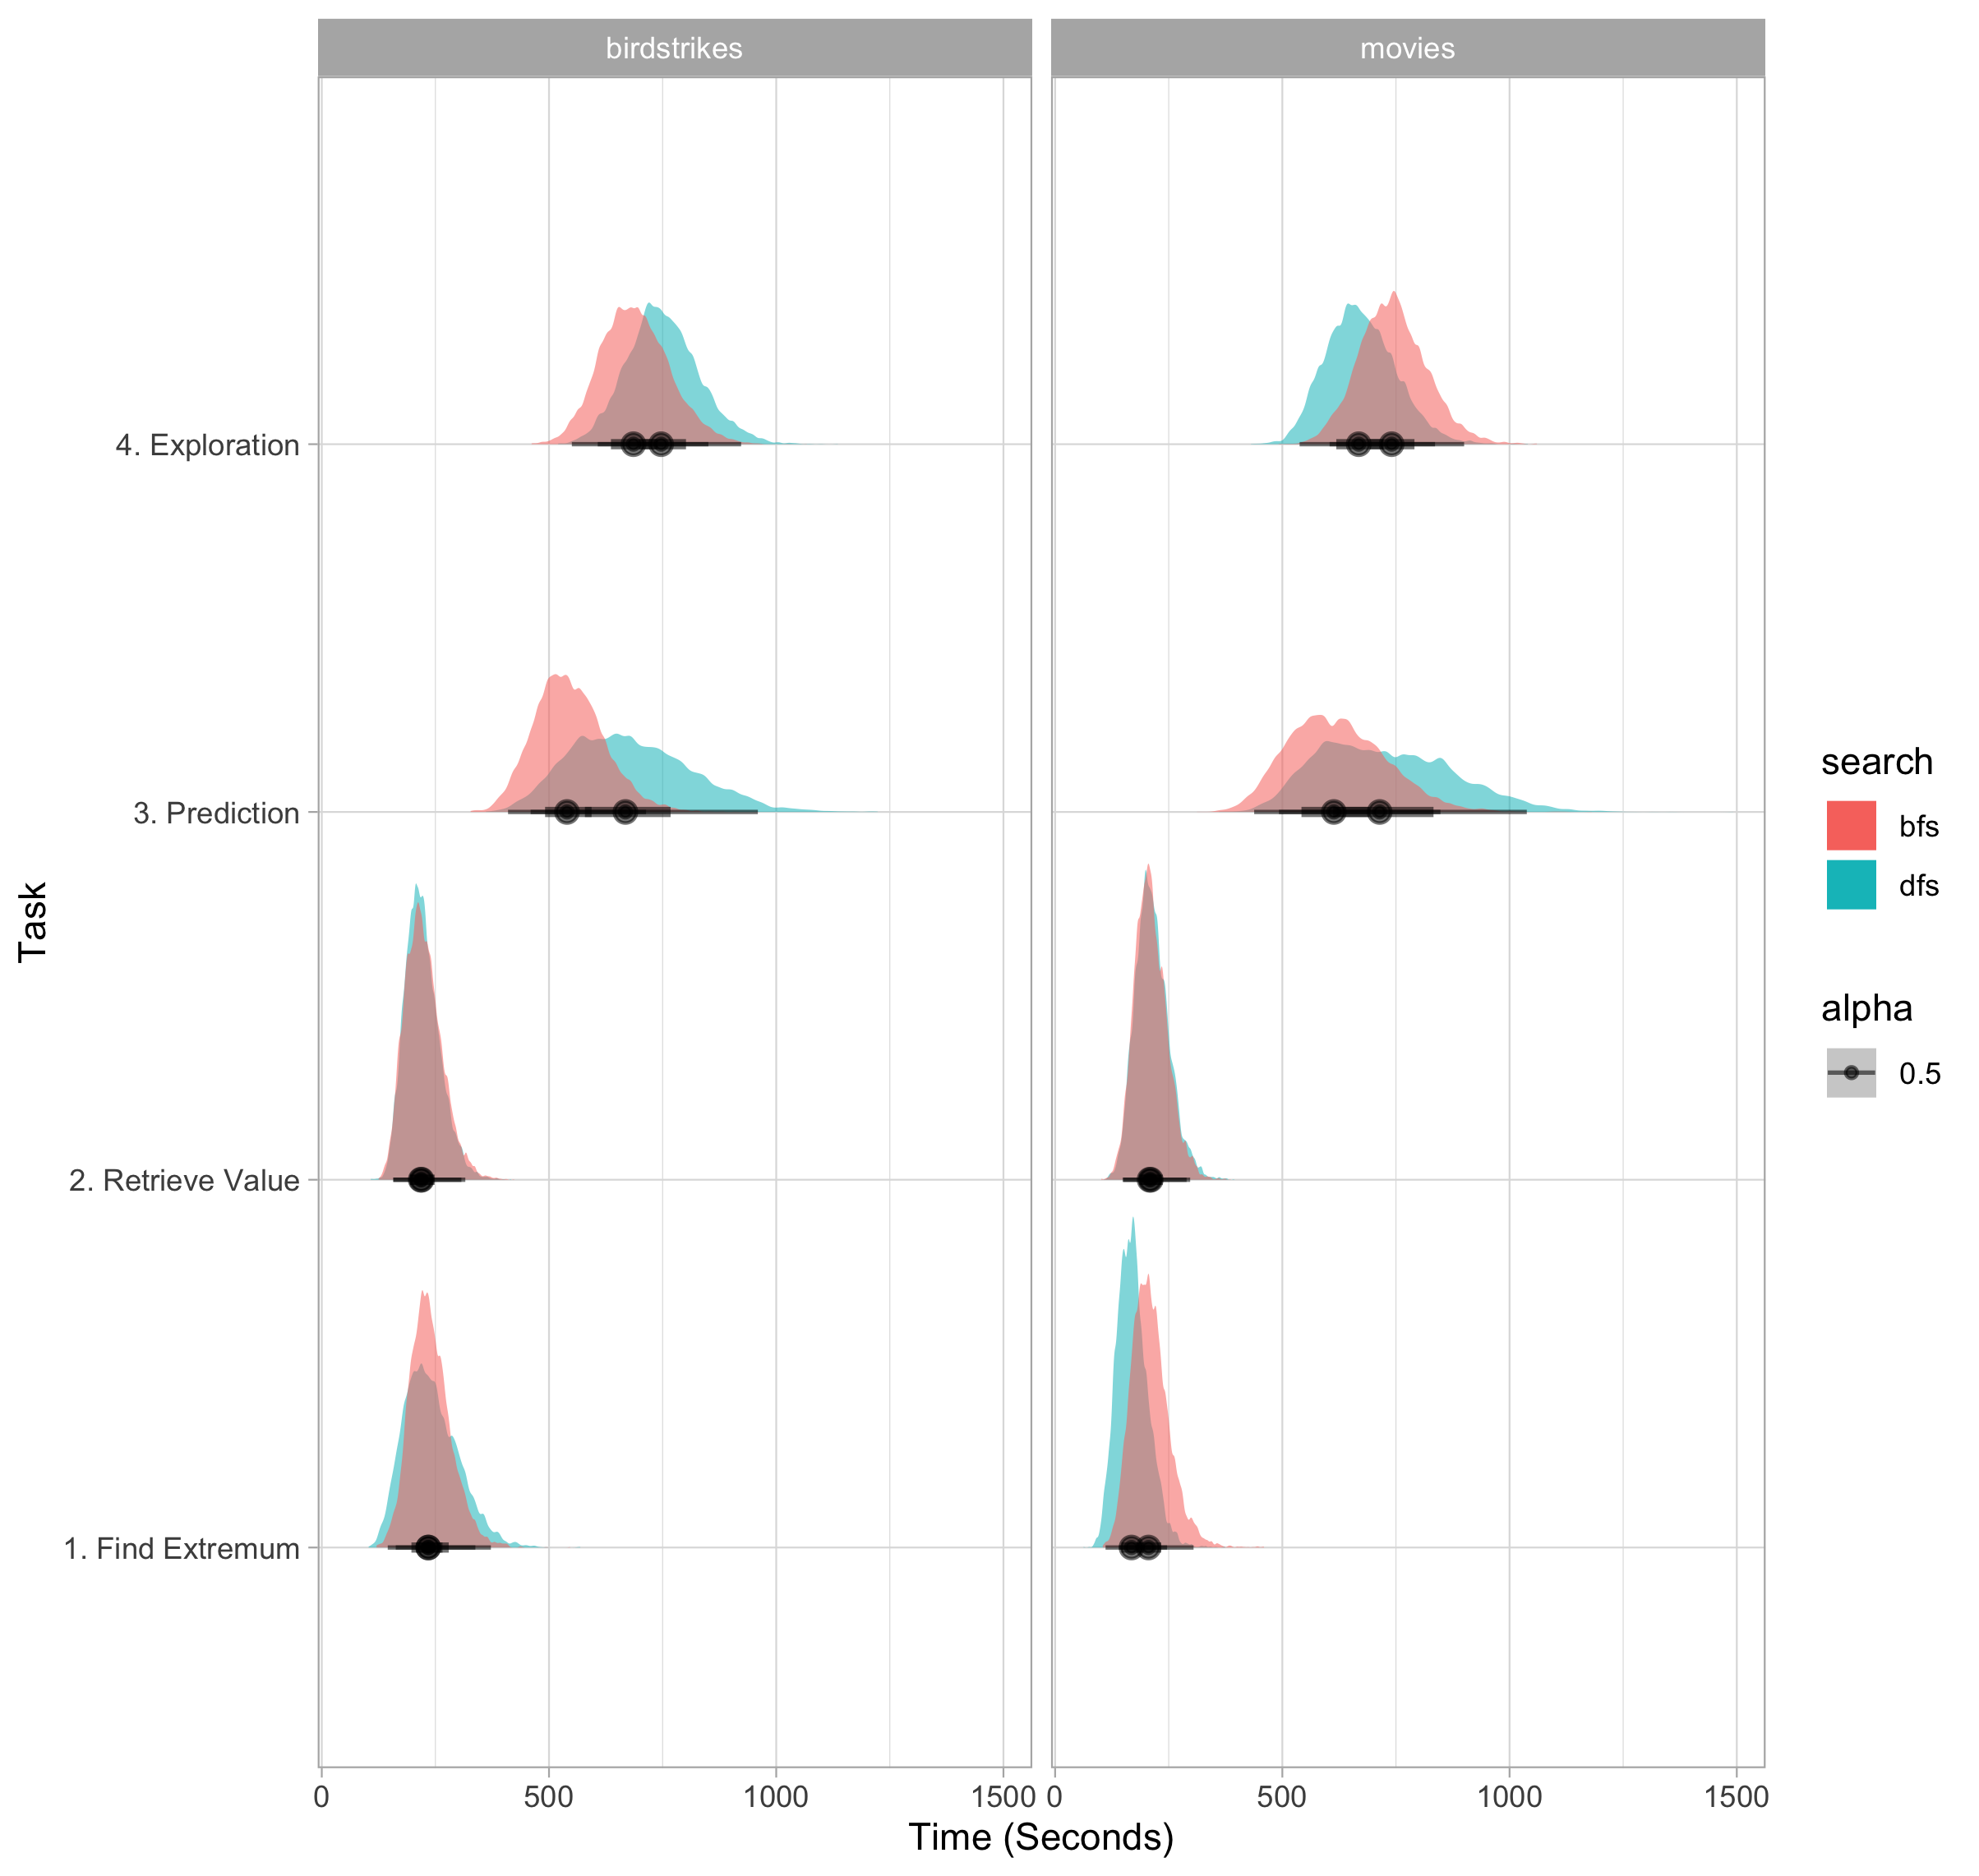 birdstrikes movies
4. Exploration
3. Prediction
2. Retrieve Value
1. Find Extremum
Task
0 500 1000 1500 0 500 1000 1500
Time (Seconds)
search
bfs
dfs
alpha
0.5